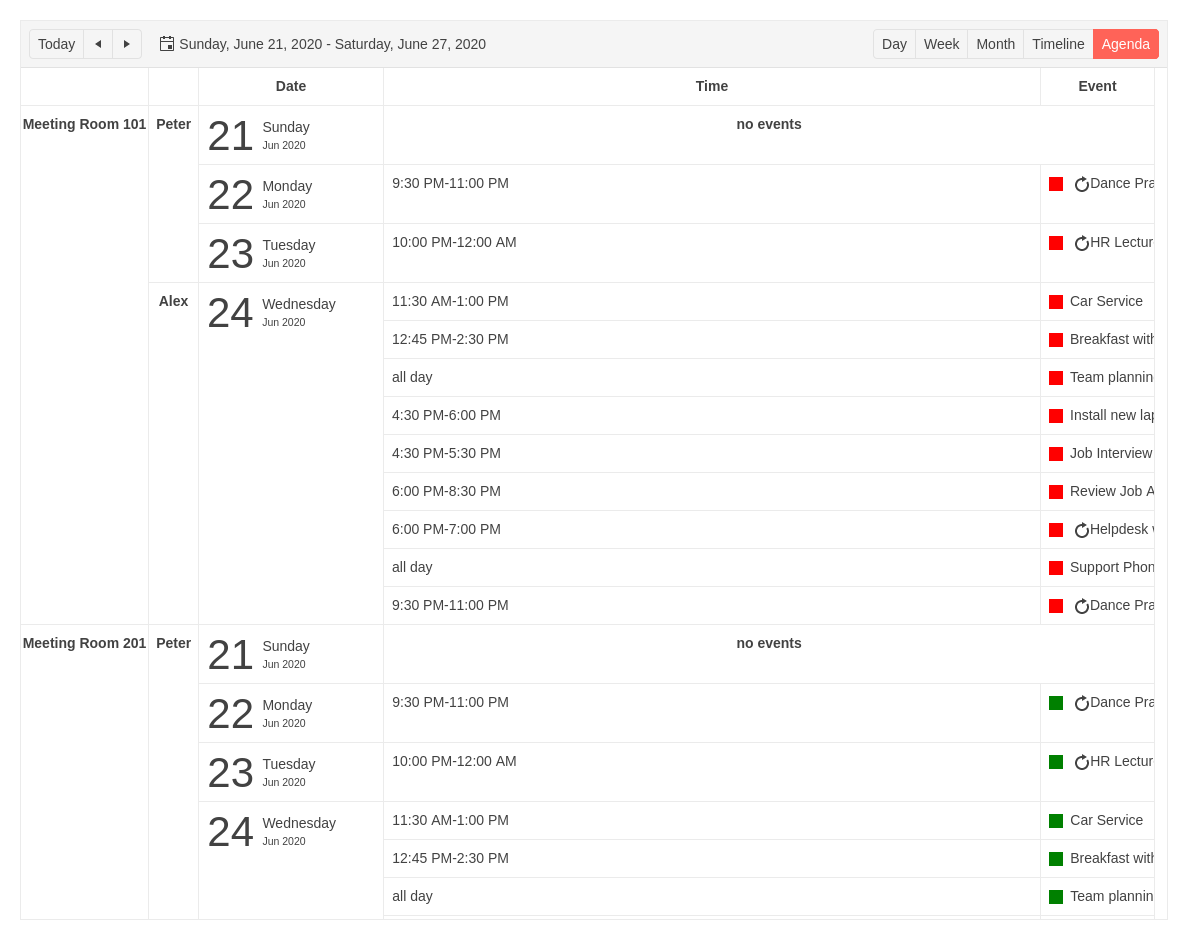 Today Sunday, June 21, 2020 - Saturday, June 27, 2020 Day Week Month Timeline Agenda
Date Time Event
Meeting Room 101 Peter 21 Sunday Jun 2020 no events
22 Monday Jun 2020 9:30 PM-11:00 PM Dance Pra
23 Tuesday Jun 2020 10:00 PM-12:00 AM HR Lectur
Alex 24 Wednesday Jun 2020 11:30 AM-1:00 PM Car Service
12:45 PM-2:30 PM Breakfast with
all day Team plannin
4:30 PM-6:00 PM Install new lap
4:30 PM-5:30 PM Job Interview
6:00 PM-8:30 PM Review Job A
6:00 PM-7:00 PM Helpdesk
all day Support Phon
9:30 PM-11:00 PM Dance Pra
Meeting Room 201 Peter 21 Sunday Jun 2020 no events
22 Monday Jun 2020 9:30 PM-11:00 PM Dance Pra
23 Tuesday Jun 2020 10:00 PM-12:00 AM HR Lectur
24 Wednesday Jun 2020 11:30 AM-1:00 PM Car Service
12:45 PM-2:30 PM Breakfast with
all day Team plannin